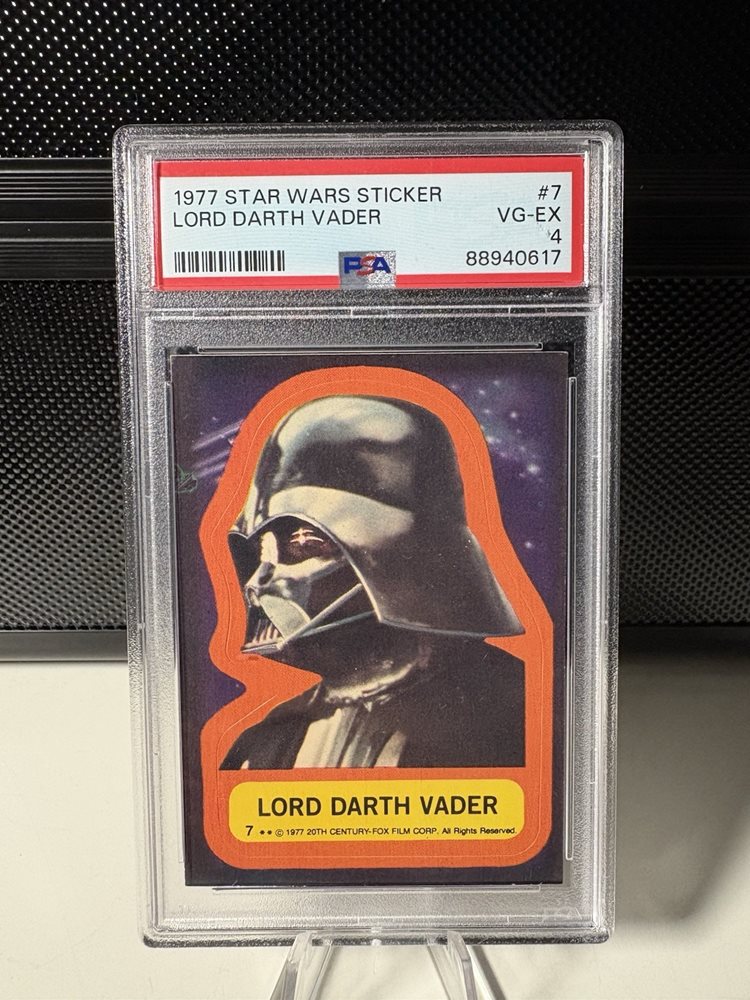 1977 STAR WARS STICKER #7
LORD DARTH VADER VG-EX
4
PSA 88940617
LORD DARTH VADER
7 ** © 1977 20TH CENTURY-FOX FILM CORP. All Rights Reserved.